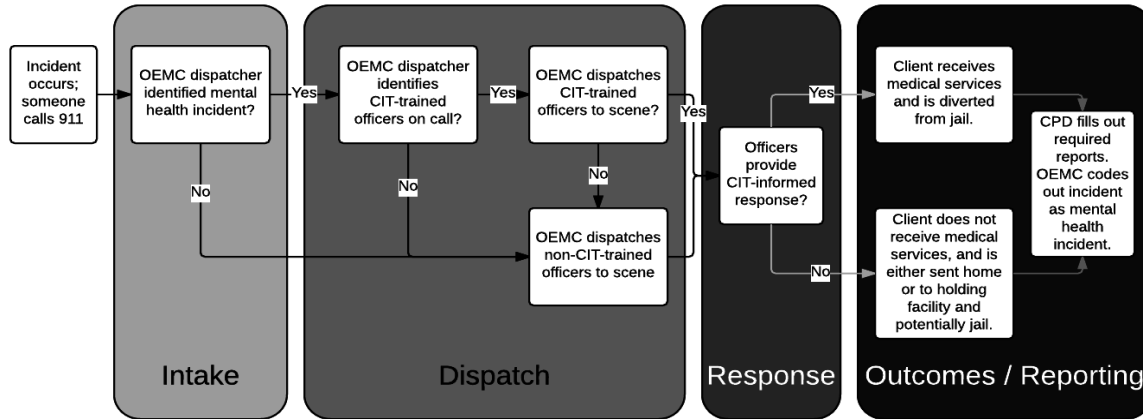 Incident
occurs;
someone
calls 911
OEMC dispatcher
identified mental
health incident?
Yes
No
Intake
OEMC dispatcher
identifies
CIT-trained
officers on call?
Yes
No
OEMC dispatches
CIT-trained
officers to scene?
Yes
No
OEMC dispatches
non-CIT-trained
officers to scene
Dispatch
Officers
provide
CIT-informed
response?
Yes
No
Response
Client receives
medical services
and is diverted
from jail.
Client does not
receive medical
services, and is
either sent home
or to holding
facility and
potentially jail.
CPD fills out
required
reports.
OEMC codes
out incident
as mental
health
incident.
Outcomes / Reporting